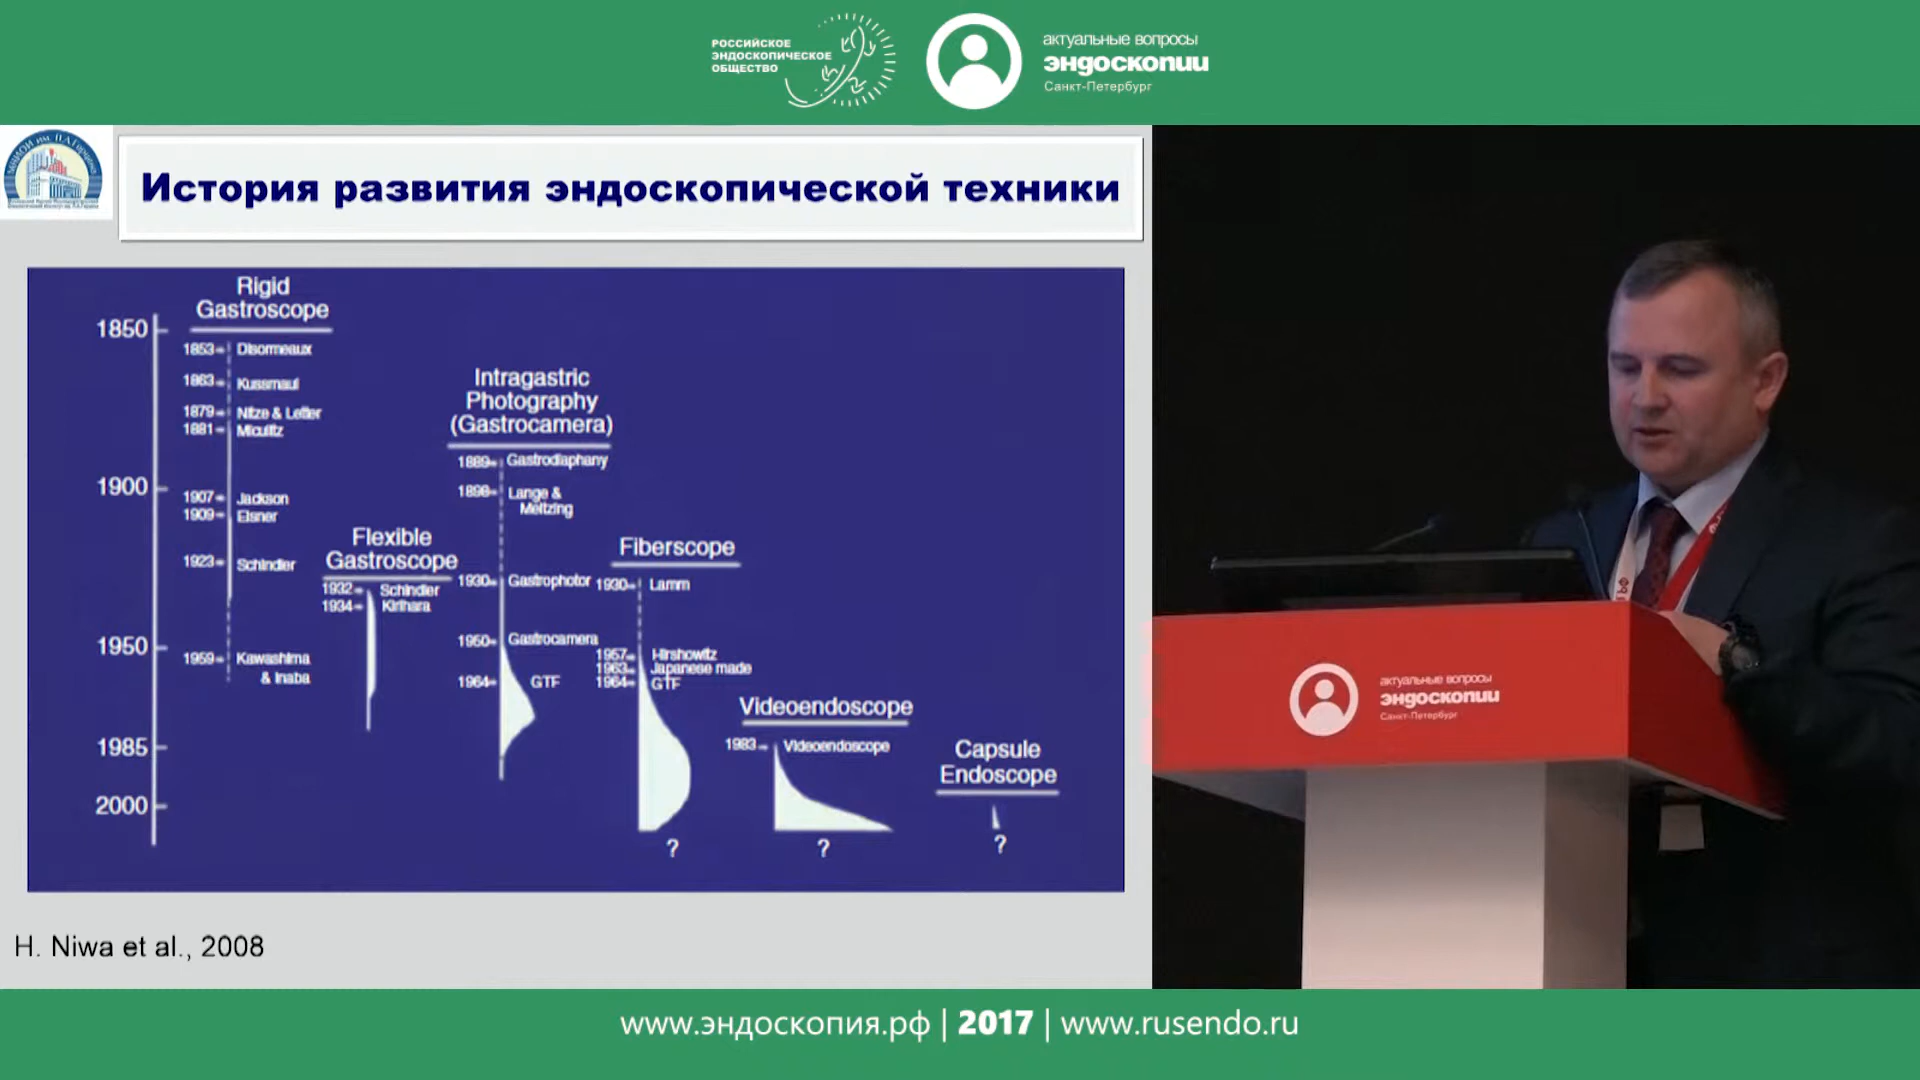 РОССИЙСКОЕ
ЭНДОСКОПИЧЕСКОЕ
ОБЩЕСТВО
актуальные вопросы
эндоскопии
Санкт-Петербург
История развития эндоскопической техники
Rigid
Gastroscope
1850
1853 Disormeaux
1863 Kussmaul
1879 Nitze & Leiter
1881 Miculitz
1900
1907 Jackson
1909 Elsner
1923 Schindler
1950
1959 Kawashima
& Inaba
1985
2000
Flexible
Gastroscope
1932 Schindler
1934 Kirihara
Intragastric
Photography
(Gastrocamera)
1889 Gastrodiaphany
1898 Lange &
Meltzing
1930 Gastrophotor
1950 Gastrocamera
1964 GTF
Fiberscope
1930 Lamm
1957 Hirshowitz
1963 Japanese made
1964 GTF
?
Videoendoscope
1983 Videoendoscope
?
Capsule
Endoscope
?
H. Niwa et al., 2008
актуальные вопросы
эндоскопии
Санкт-Петербург
www.эндоскопия.рф | 2017 | www.rusendo.ru